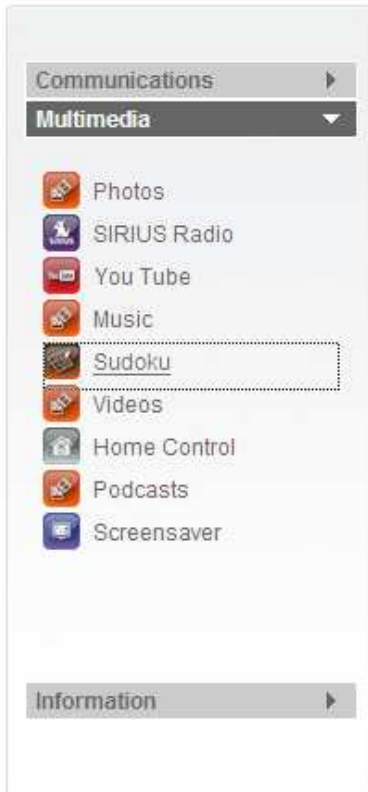 Communications
Multimedia
Photos
SIRIUS Radio
You Tube
Music
Sudoku
Videos
Home Control
Podcasts
Screensaver
Information